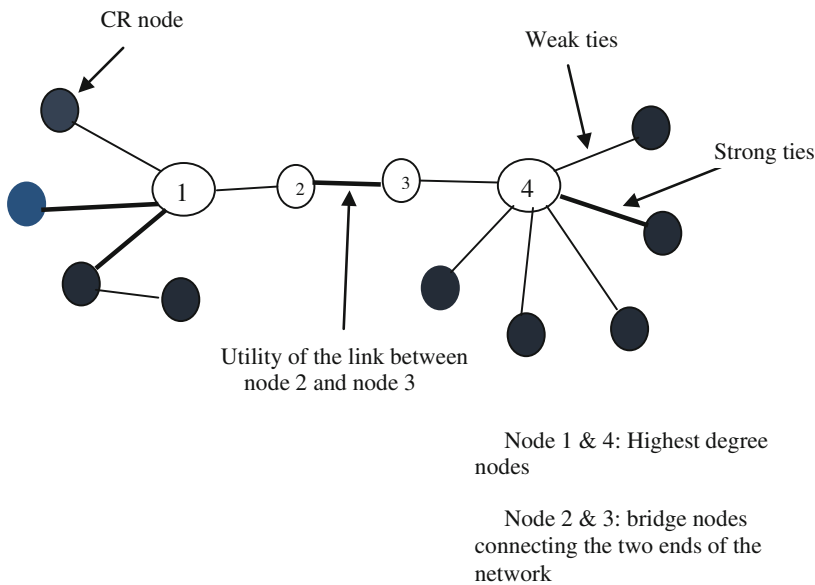 CR node
Weak ties
Strong ties
1
2
3
4
Utility of the link between
node 2 and node 3
Node 1 & 4: Highest degree
nodes
Node 2 & 3: bridge nodes
connecting the two ends of the
network